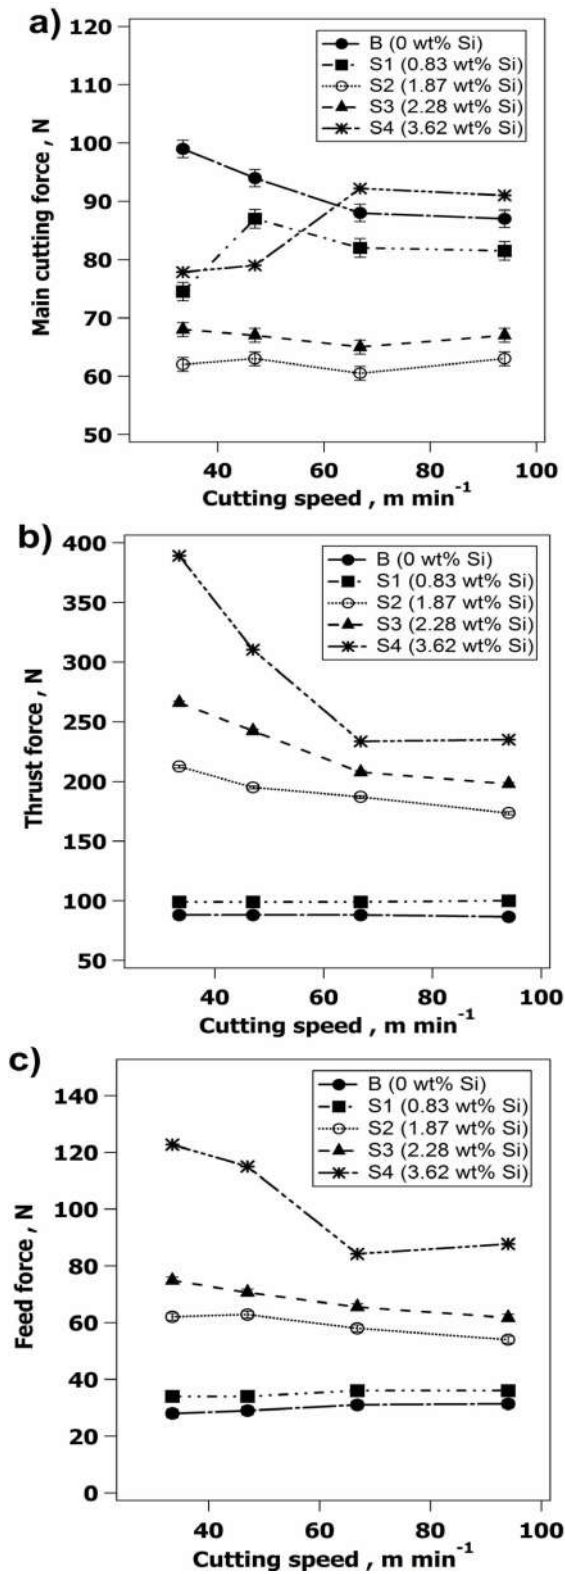 a)
120
110
100
90
80
70
60
50
Main cutting force , N
B (0 wt% Si)
S1 (0.83 wt% Si)
S2 (1.87 wt% Si)
S3 (2.28 wt% Si)
S4 (3.62 wt% Si)
40 60 80 100
Cutting speed , m min-1
b)
400
350
300
250
200
150
100
50
Thrust force , N
B (0 wt% Si)
S1 (0.83 wt% Si)
S2 (1.87 wt% Si)
S3 (2.28 wt% Si)
S4 (3.62 wt% Si)
40 60 80 100
Cutting speed , m min-1
c)
140
120
100
80
60
40
20
0
Feed force , N
B (0 wt% Si)
S1 (0.83 wt% Si)
S2 (1.87 wt% Si)
S3 (2.28 wt% Si)
S4 (3.62 wt% Si)
40 60 80 100
Cutting speed , m min-1